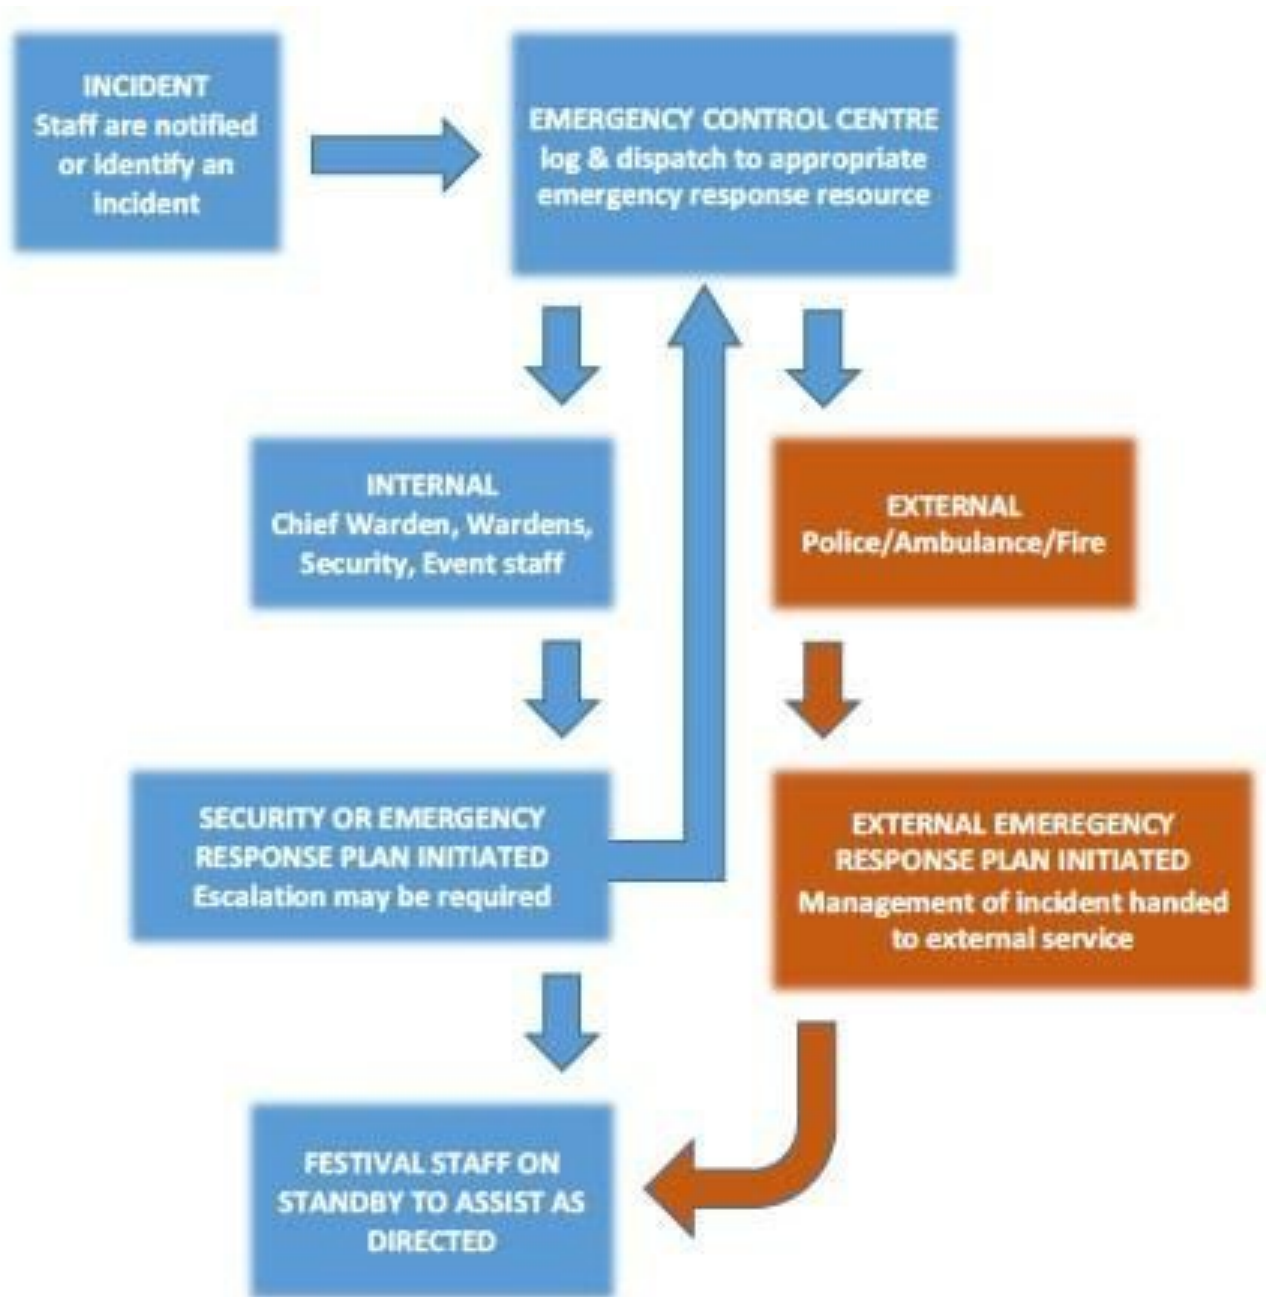 INCIDENT
Staff are notified
or identify an
incident
EMERGENCY CONTROL CENTRE
log & dispatch to appropriate
emergency response resource
INTERNAL
Chief Warden, Wardens,
Security, Event staff
EXTERNAL
Police/Ambulance/Fire
SECURITY OR EMERGENCY
RESPONSE PLAN INITIATED
Escalation may be required
EXTERNAL EMEREGENCY
RESPONSE PLAN INITIATED
Management of incident handed
to external service
FESTIVAL STAFF ON
STANDBY TO ASSIST AS
DIRECTED